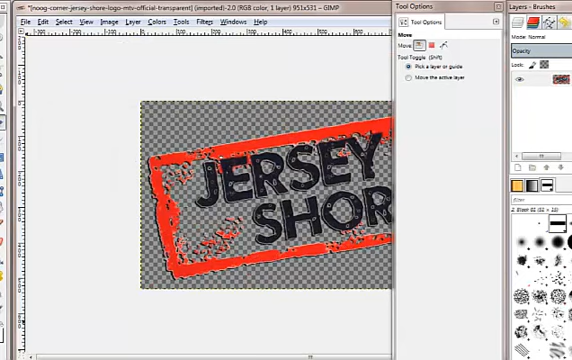 *[noog-corner-jersey-shore-logo-mtv-official-transparent] (imported)-2.0 (RGB color, 1 layer) 951x531 – GIMP
File Edit Select View Image Layer Colors Tools Filters Windows Help
Tool Options
Tool Options
Move
Move:
Tool Toggle (Shift)
Pick a layer or guide
Move the active layer
Layers - Brushes
Mode: Normal
Opacity
Lock:
JERSEY
SHOR